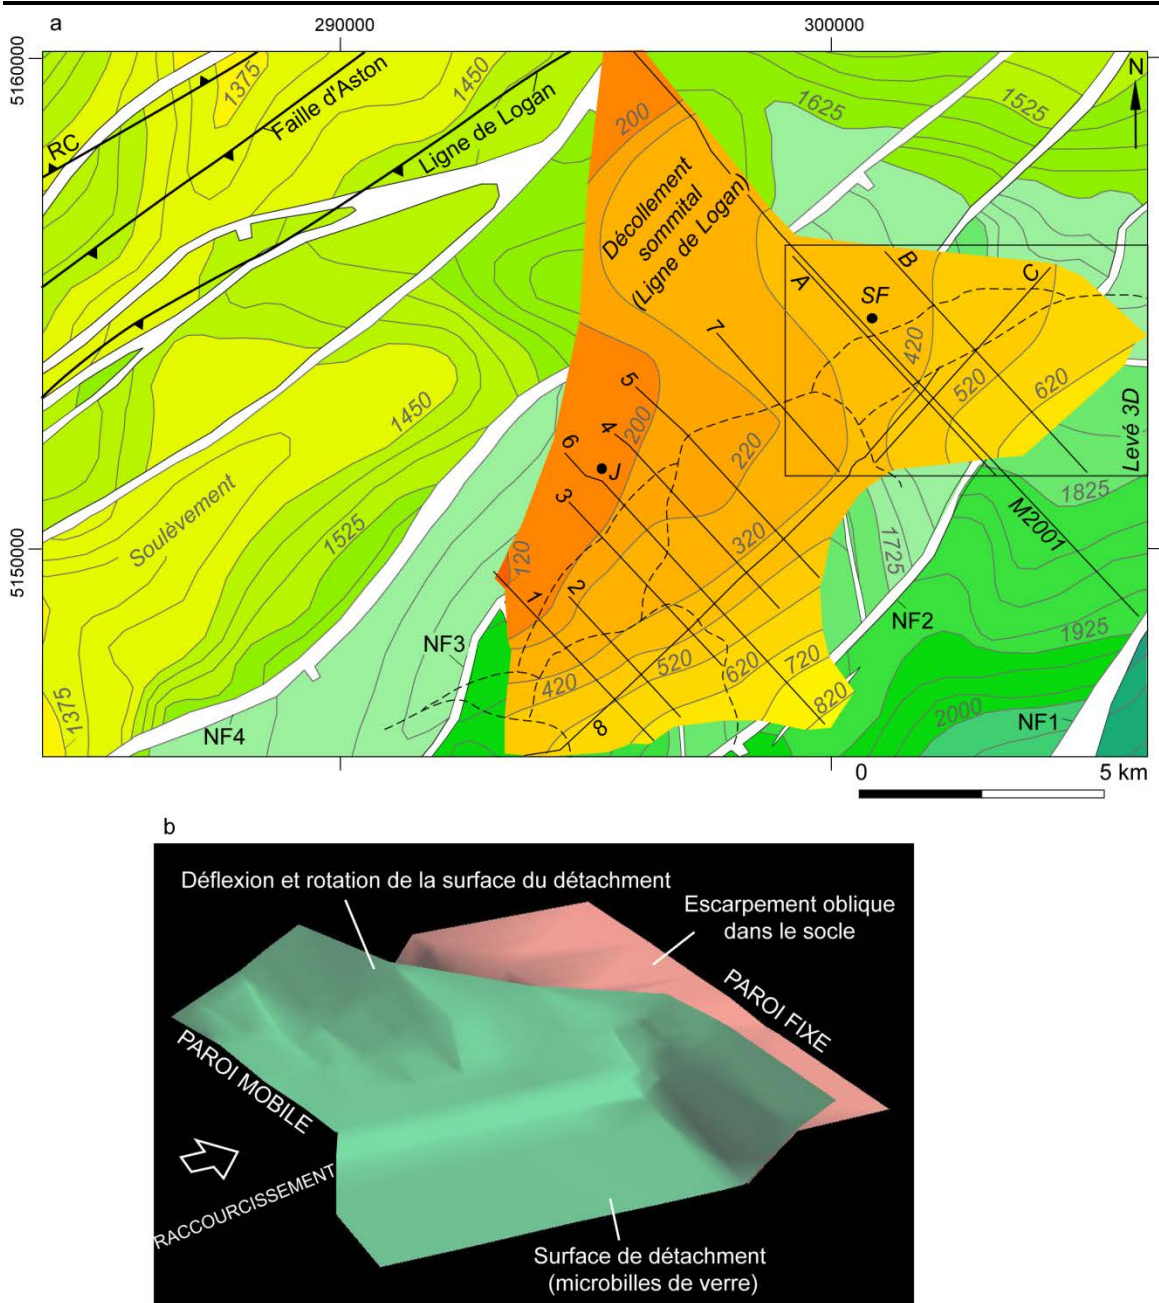 a
290000
300000
5160000
5150000
N
RC
1375
Faille d'Aston
1450
Ligne de Logan
200
1625
1525
Décollement
sommital
(Ligne de Logan)
A
B
C
SF
7
420
520
620
Levé 3D
5
4
6
200
J
3
220
1450
Soulèvement
1525
320
1825
M2001
1725
120
1
2
NF3
NF2
1925
420
520
620
720
820
8
2000
NF1
1375
NF4
0
5 km
b
Déflexion et rotation de la surface du détachment
Escarpement oblique
dans le socle
PAROI FIXE
PAROI MOBILE
RACCOURCISSEMENT
Surface de détachment
(microbilles de verre)